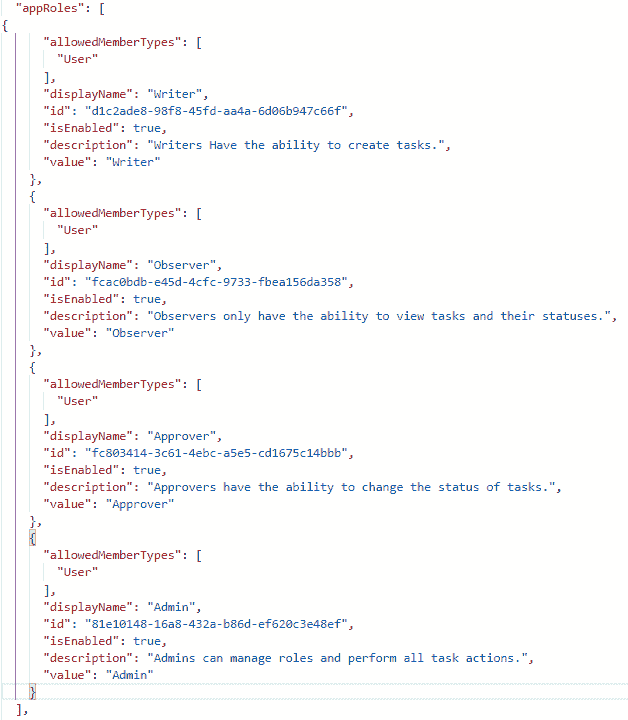 "appRoles": [
{
"allowedMemberTypes": [
"User"
],
"displayName": "Writer",
"id": "d1c2ade8-98f8-45fd-aa4a-6d06b947c66f",
"isEnabled": true,
"description": "Writers Have the ability to create tasks.",
"value": "Writer"
},
{
"allowedMemberTypes": [
"User"
],
"displayName": "Observer",
"id": "fcac0bdb-e45d-4cfc-9733-fbea156da358",
"isEnabled": true,
"description": "Observers only have the ability to view tasks and their statuses.",
"value": "Observer"
},
{
"allowedMemberTypes": [
"User"
],
"displayName": "Approver",
"id": "fc803414-3c61-4ebc-a5e5-cd1675c14bbb",
"isEnabled": true,
"description": "Approvers have the ability to change the status of tasks.",
"value": "Approver"
},
{
"allowedMemberTypes": [
"User"
],
"displayName": "Admin",
"id": "81e10148-16a8-432a-b86d-ef620c3e48ef",
"isEnabled": true,
"description": "Admins can manage roles and perform all task actions.",
"value": "Admin"
}
],